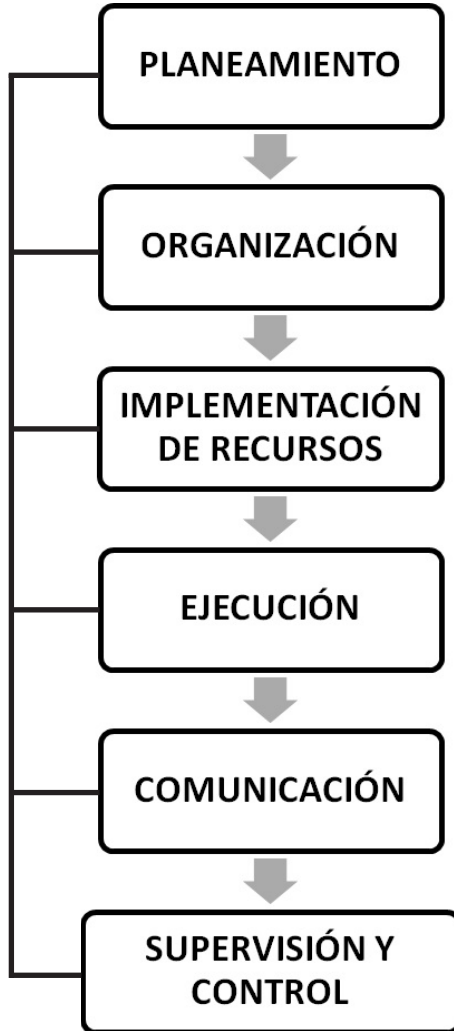 PLANEAMIENTO
ORGANIZACIÓN
IMPLEMENTACIÓN
DE RECURSOS
EJECUCIÓN
COMUNICACIÓN
SUPERVISIÓN Y
CONTROL